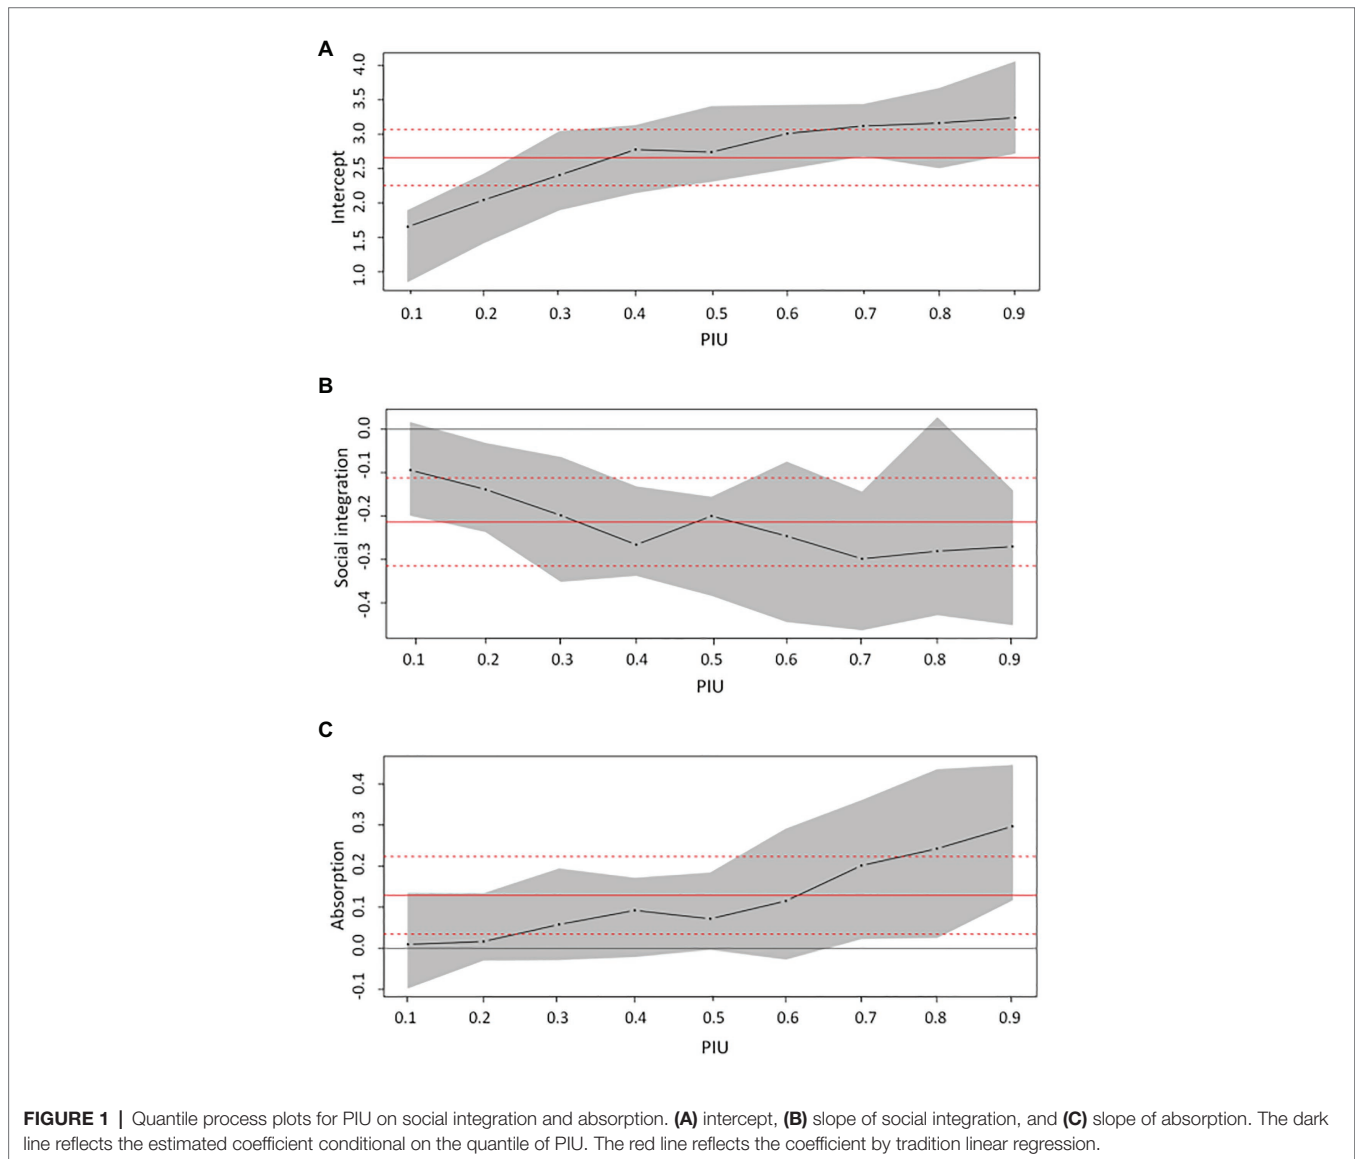 A
Intercept
4.0
3.5
3.0
2.5
2.0
1.5
1.0
0.1 0.2 0.3 0.4 0.5 0.6 0.7 0.8 0.9
PIU
B
Social integration
0.0
-0.1
-0.2
-0.3
-0.4
0.1 0.2 0.3 0.4 0.5 0.6 0.7 0.8 0.9
PIU
C
Absorption
0.4
0.3
0.2
0.1
0.0
-0.1
0.1 0.2 0.3 0.4 0.5 0.6 0.7 0.8 0.9
PIU
FIGURE 1 | Quantile process plots for PIU on social integration and absorption. (A) intercept, (B) slope of social integration, and (C) slope of absorption. The dark
line reflects the estimated coefficient conditional on the quantile of PIU. The red line reflects the coefficient by tradition linear regression.